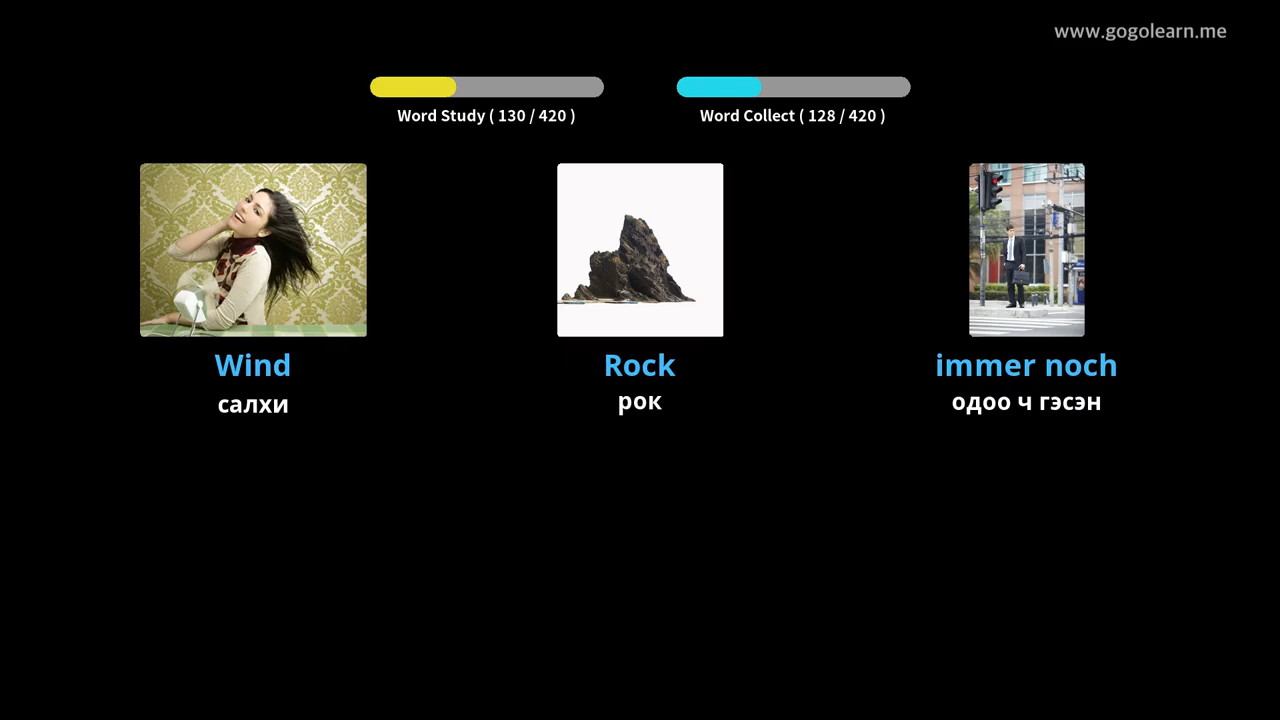 www.gogolearn.me
Word Study ( 130 / 420 )
Word Collect ( 128 / 420 )
Wind
Rock
immer noch
салхи
рок
одоо ч гэсэн